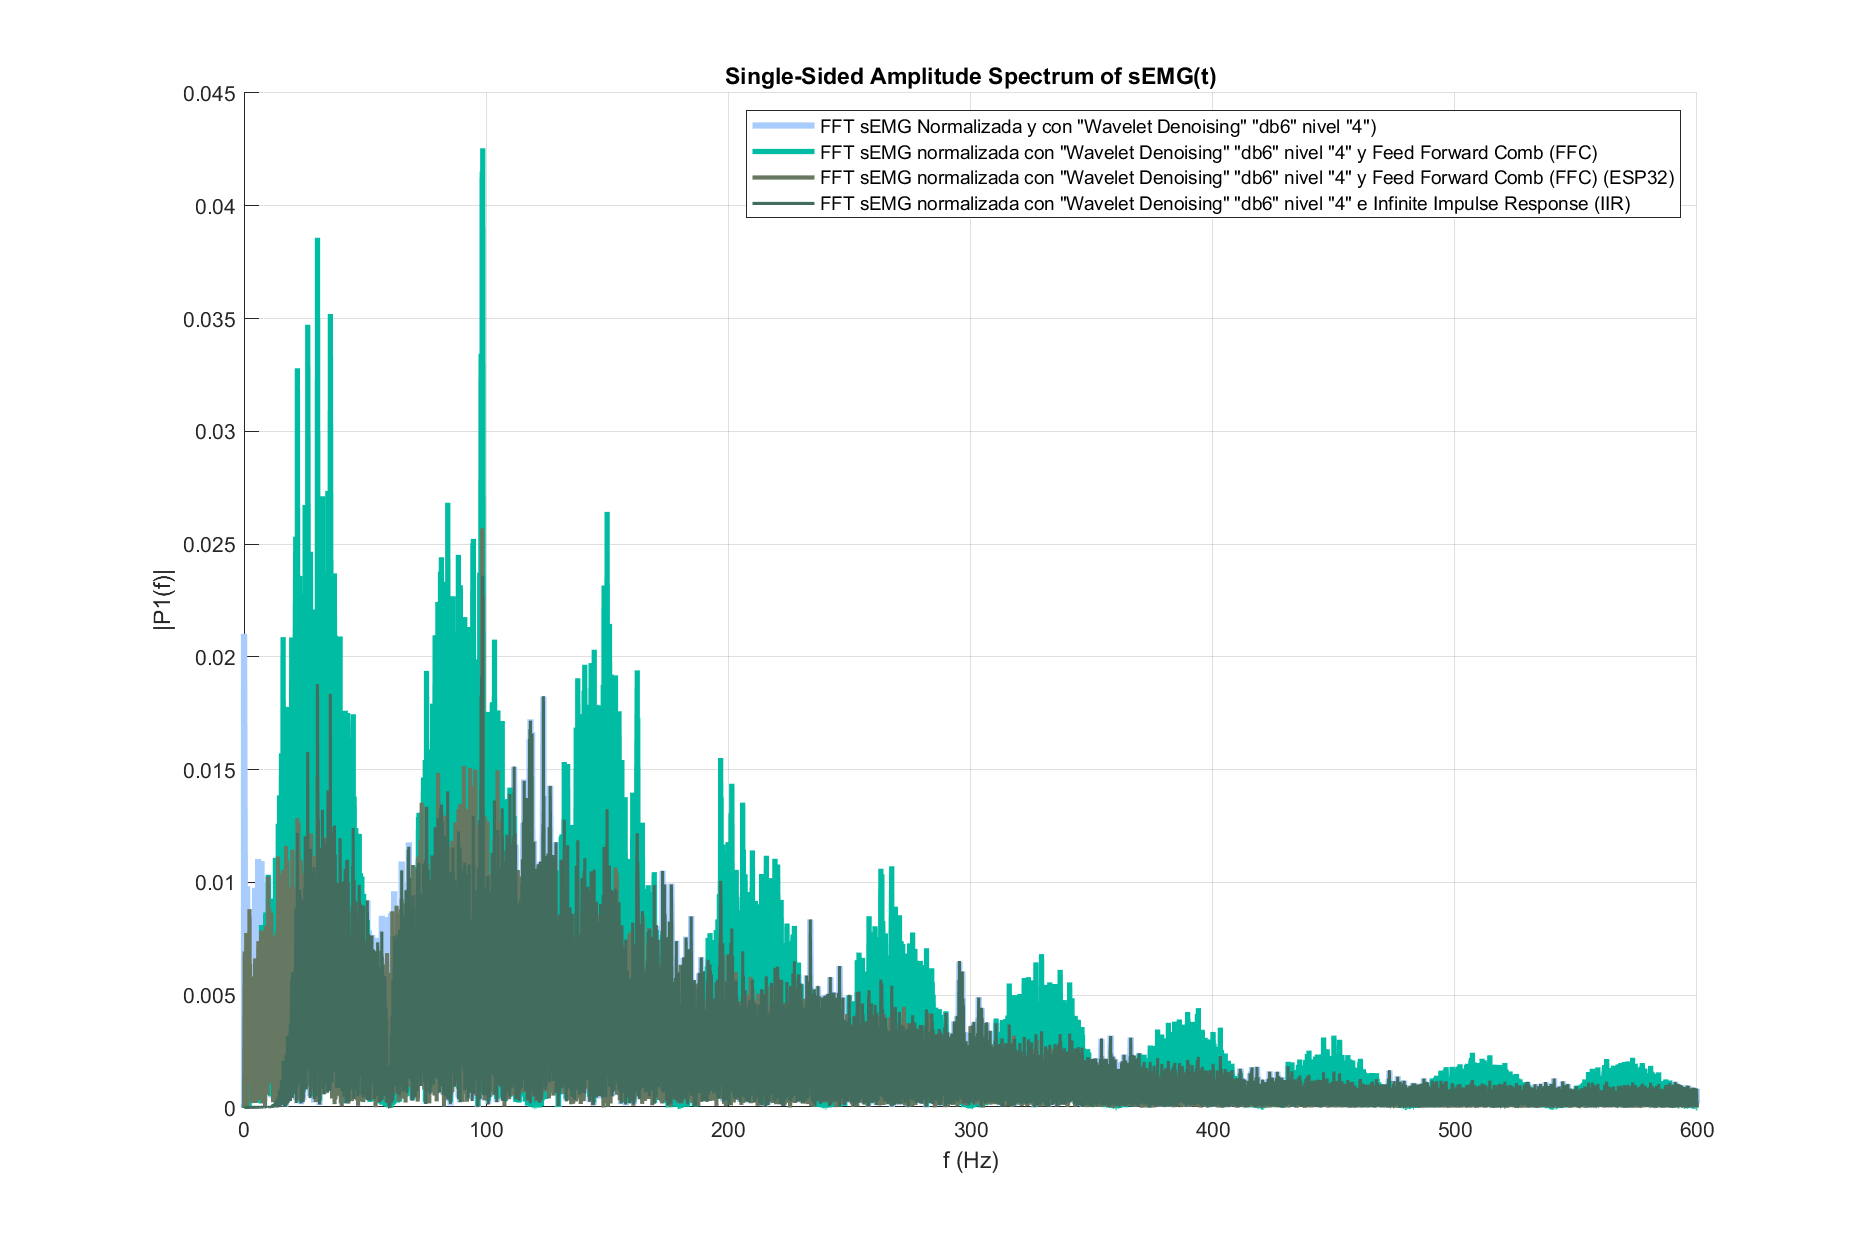 Single-Sided Amplitude Spectrum of sEMG(t)
FFT sEMG Normalizada y con "Wavelet Denoising" "db6" nivel "4")
FFT sEMG normalizada con "Wavelet Denoising" "db6" nivel "4" y Feed Forward Comb (FFC)
FFT sEMG normalizada con "Wavelet Denoising" "db6" nivel "4" y Feed Forward Comb (FFC) (ESP32)
FFT sEMG normalizada con "Wavelet Denoising" "db6" nivel "4" e Infinite Impulse Response (IIR)
0.045
0.04
0.035
0.03
0.025
0.02
0.015
0.01
0.005
0
|P1(f)|
0 100 200 300 400 500 600
f (Hz)